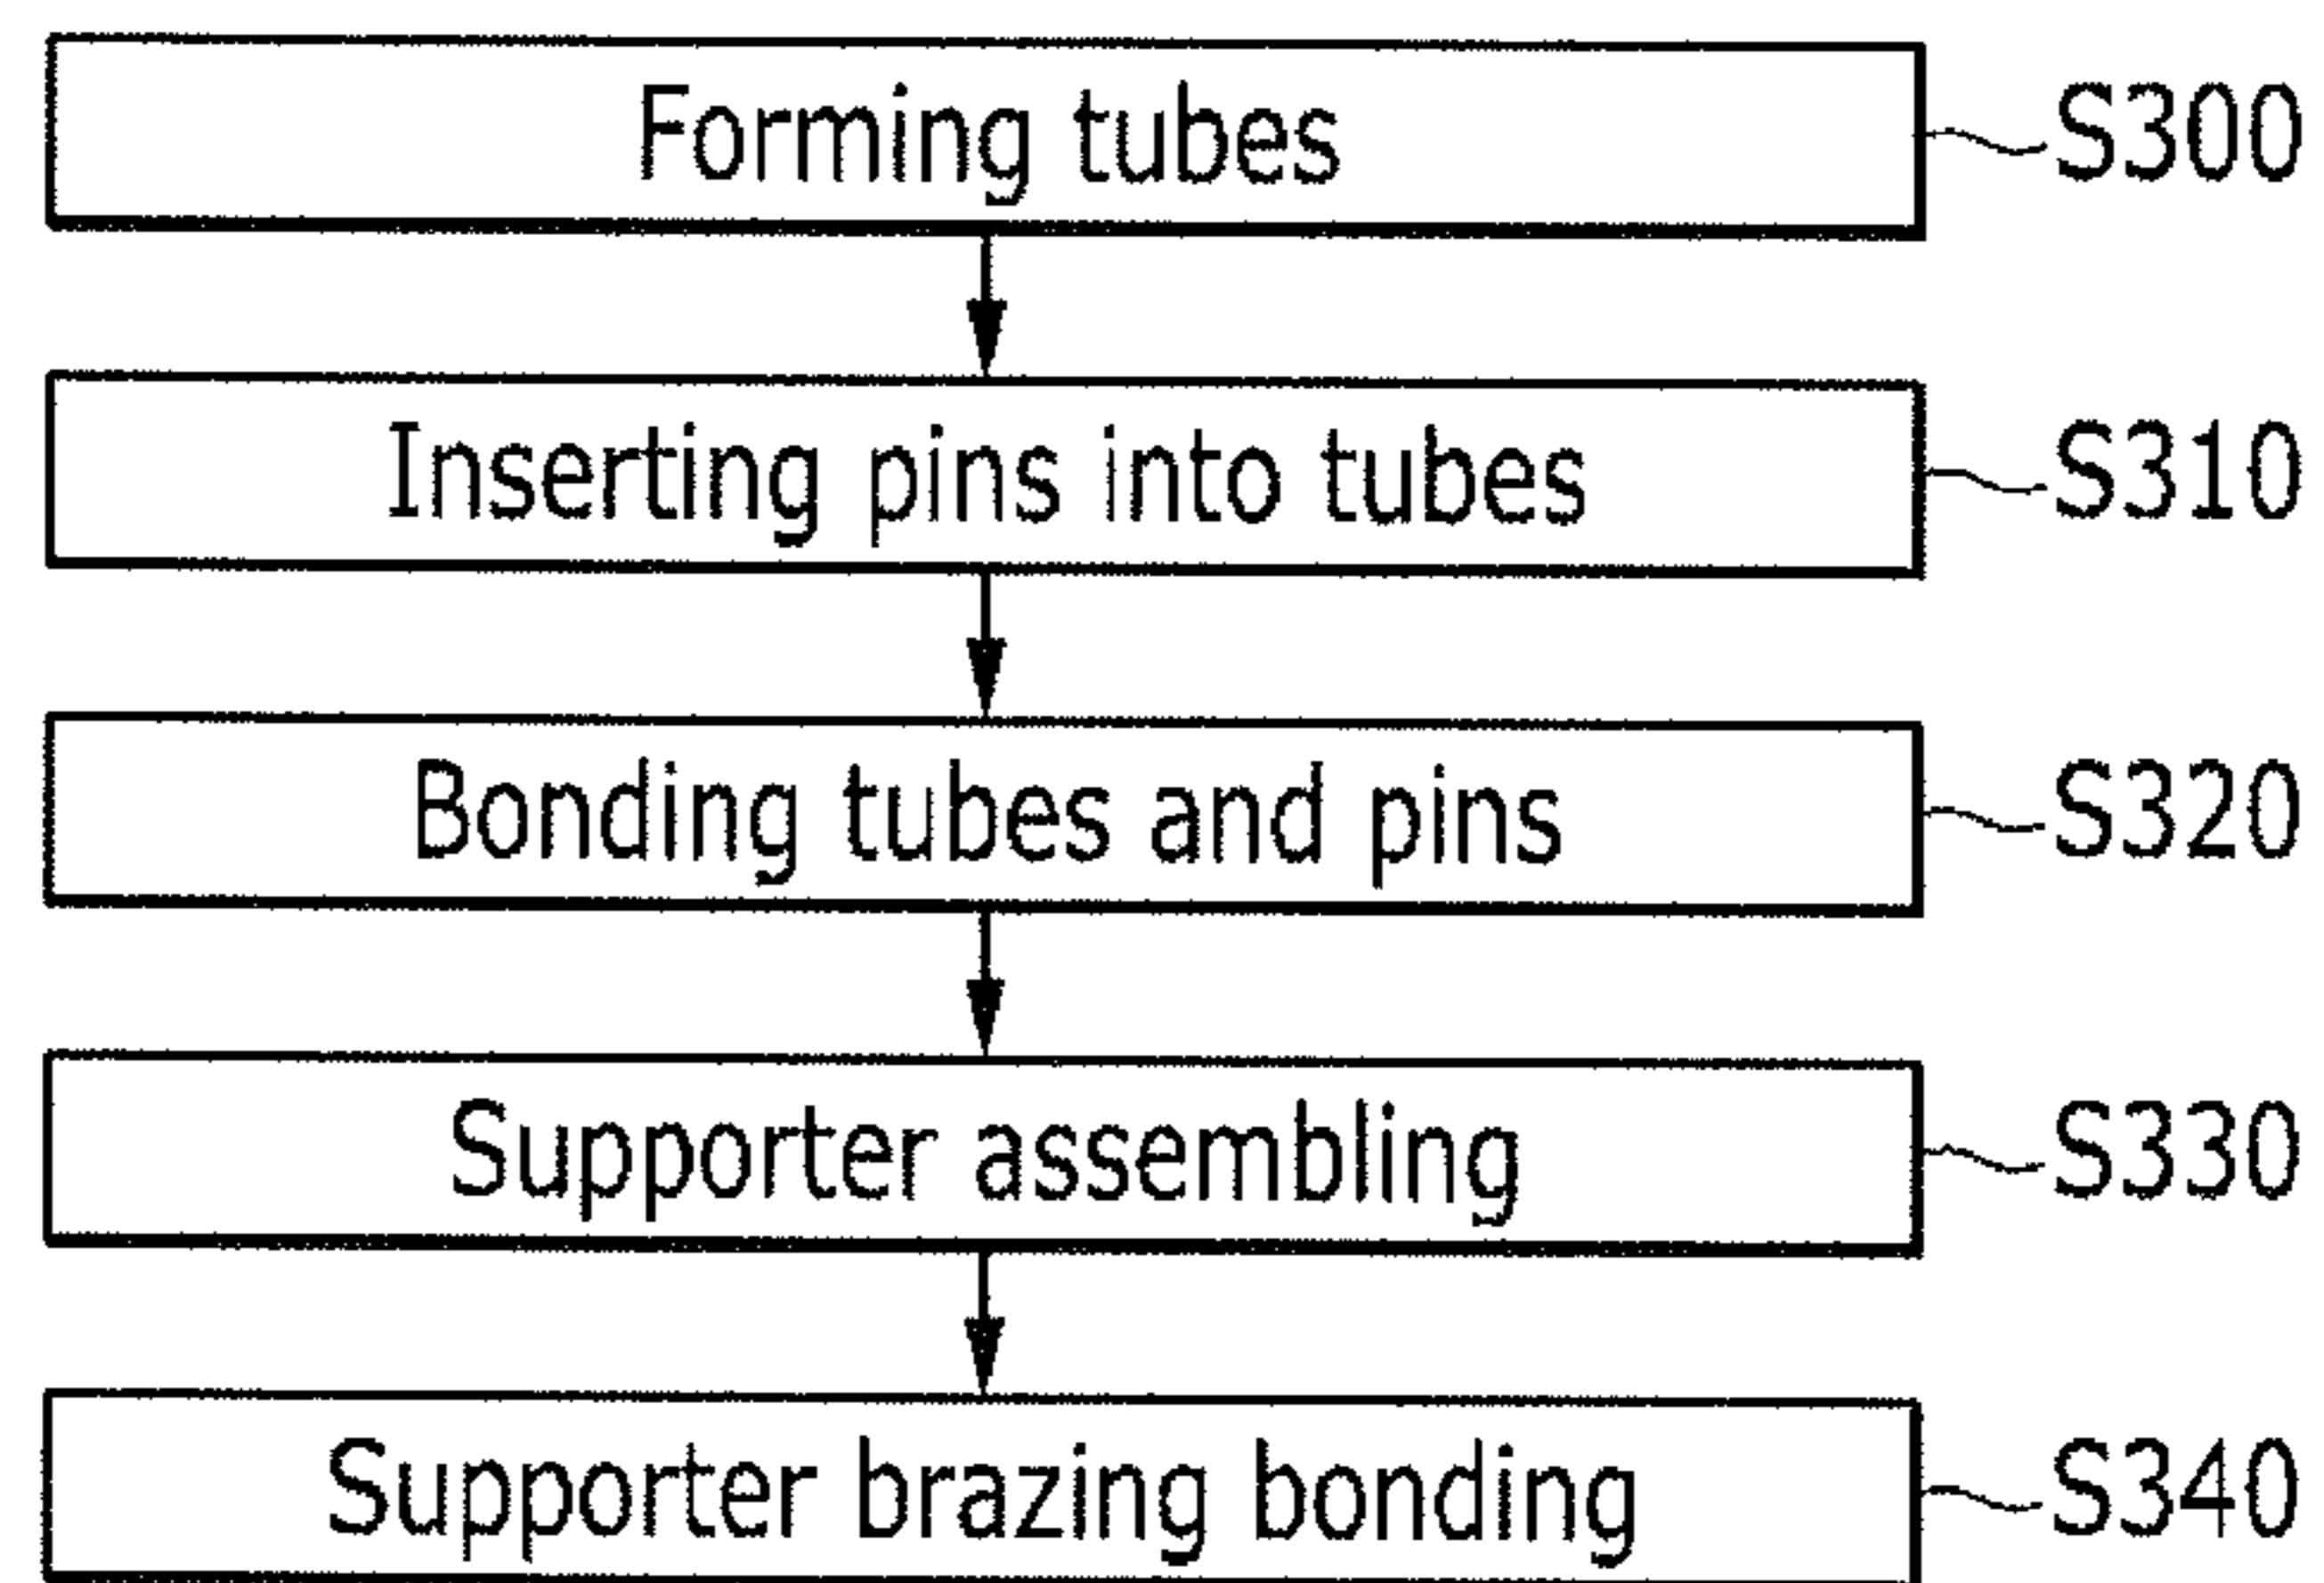 Forming tubes S300
Inserting pins into tubes S310
Bonding tubes and pins S320
Supporter assembling S330
Supporter brazing bonding S340